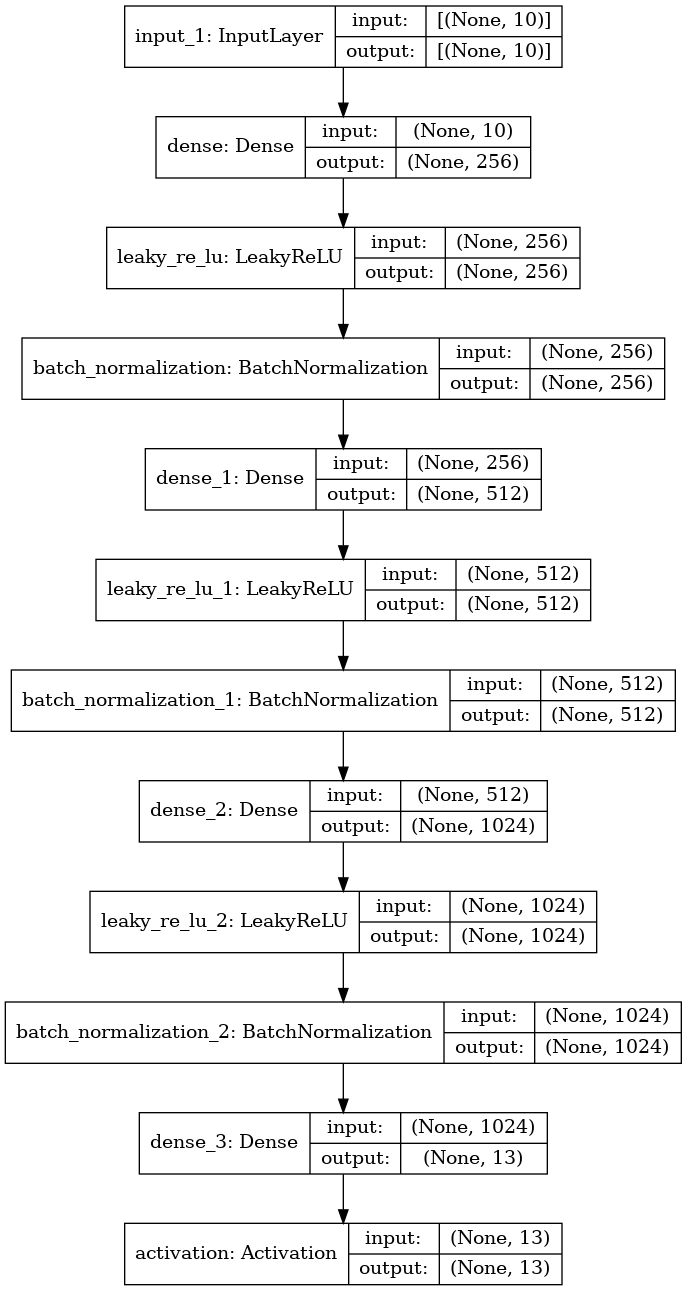 input_1: InputLayer
input: [(None, 10)]
output: [(None, 10)]
dense: Dense
input: (None, 10)
output: (None, 256)
leaky_re_lu: LeakyReLU
input: (None, 256)
output: (None, 256)
batch_normalization: BatchNormalization
input: (None, 256)
output: (None, 256)
dense_1: Dense
input: (None, 256)
output: (None, 512)
leaky_re_lu_1: LeakyReLU
input: (None, 512)
output: (None, 512)
batch_normalization_1: BatchNormalization
input: (None, 512)
output: (None, 512)
dense_2: Dense
input: (None, 512)
output: (None, 1024)
leaky_re_lu_2: LeakyReLU
input: (None, 1024)
output: (None, 1024)
batch_normalization_2: BatchNormalization
input: (None, 1024)
output: (None, 1024)
dense_3: Dense
input: (None, 1024)
output: (None, 13)
activation: Activation
input: (None, 13)
output: (None, 13)